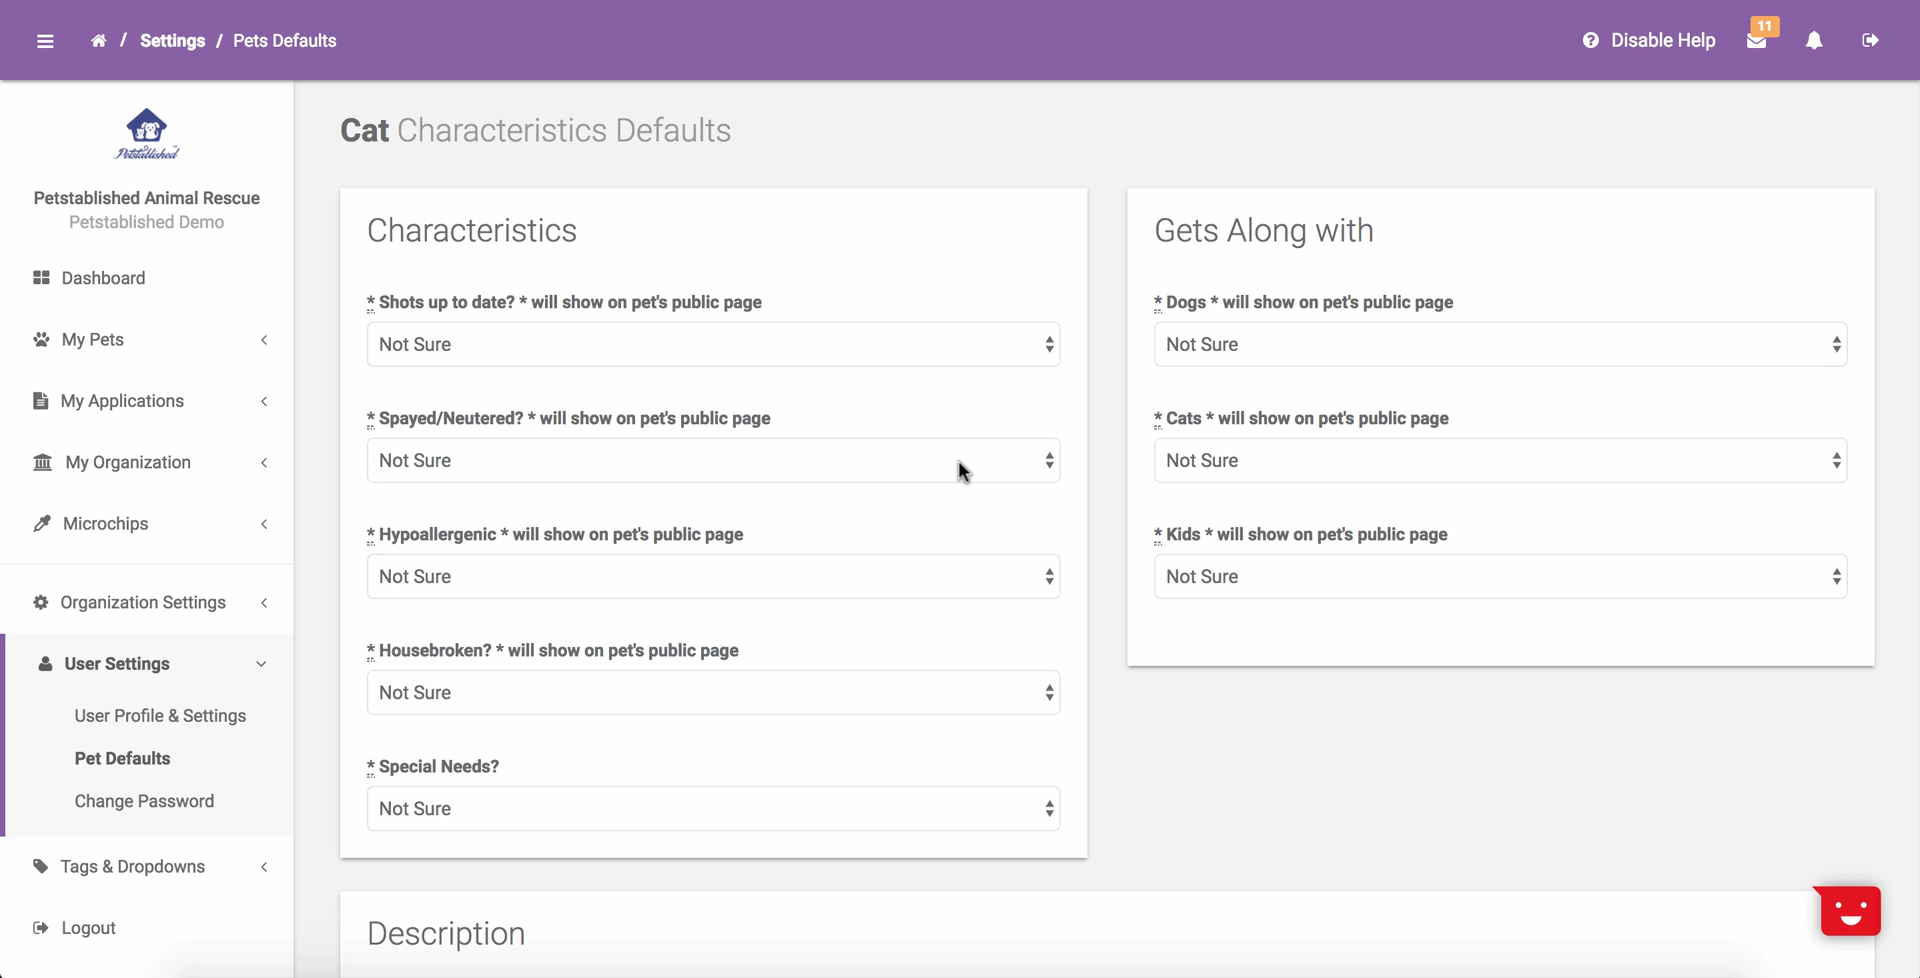 / Settings / Pets Defaults
Disable Help
11
Petstablished
Petstablished Animal Rescue
Petstablished Demo
Dashboard
My Pets
My Applications
My Organization
Microchips
Organization Settings
User Settings
User Profile & Settings
Pet Defaults
Change Password
Tags & Dropdowns
Logout
Cat Characteristics Defaults
Characteristics
* Shots up to date? * will show on pet's public page
Not Sure
* Spayed/Neutered? * will show on pet's public page
Not Sure
* Hypoallergenic * will show on pet's public page
Not Sure
* Housebroken? * will show on pet's public page
Not Sure
* Special Needs?
Not Sure
Gets Along with
* Dogs * will show on pet's public page
Not Sure
* Cats * will show on pet's public page
Not Sure
* Kids * will show on pet's public page
Not Sure
Description